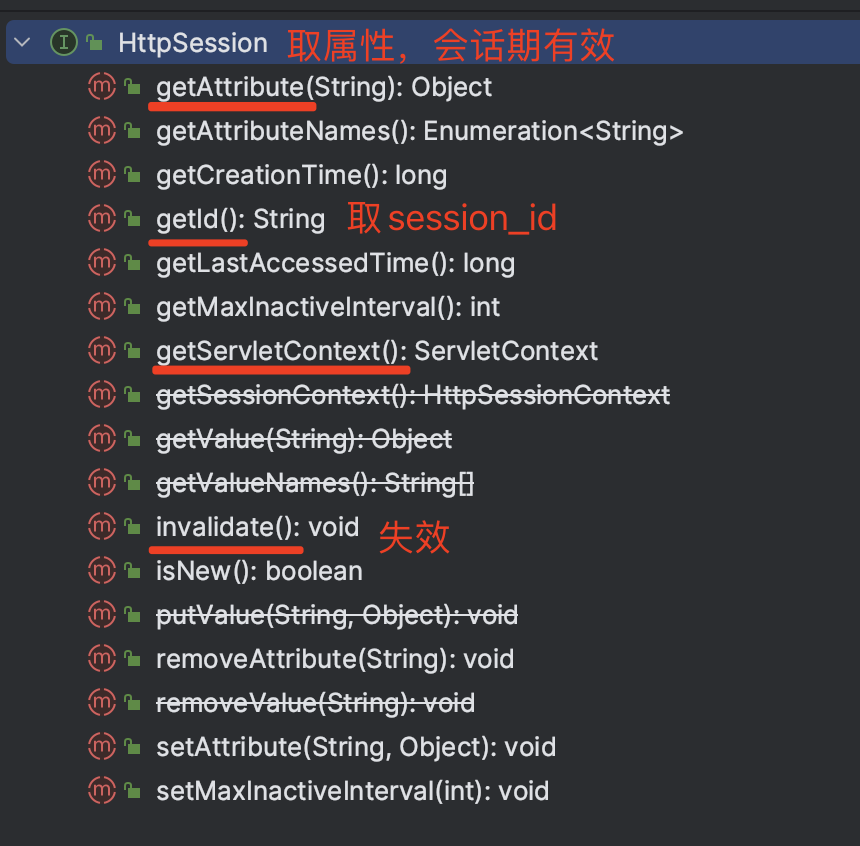 HttpSession 取属性，会话期有效
getAttribute(String): Object
getAttributeNames(): Enumeration<String>
getCreationTime(): long
getId(): String 取 session_id
getLastAccessedTime(): long
getMaxInactiveInterval(): int
getServletContext(): ServletContext
getSessionContext(): HttpSessionContext
getValue(String): Object
getValueNames(): String[]
invalidate(): void 失效
isNew(): boolean
putValue(String, Object): void
removeAttribute(String): void
removeValue(String): void
setAttribute(String, Object): void
setMaxInactiveInterval(int): void